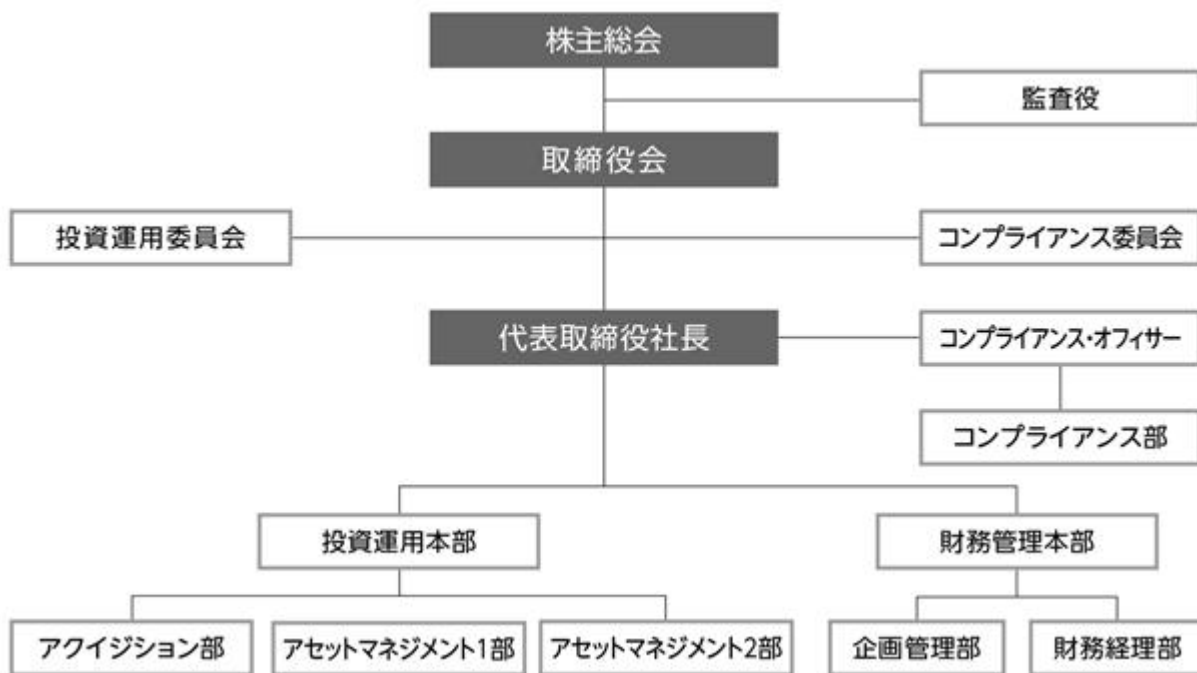 株主総会
監査役
取締役会
投資運用委員会
コンプライアンス委員会
代表取締役社長
コンプライアンス・オフィサー
コンプライアンス部
投資運用本部
財務管理本部
アクイジション部
アセットマネジメント1部
アセットマネジメント2部
企画管理部
財務経理部